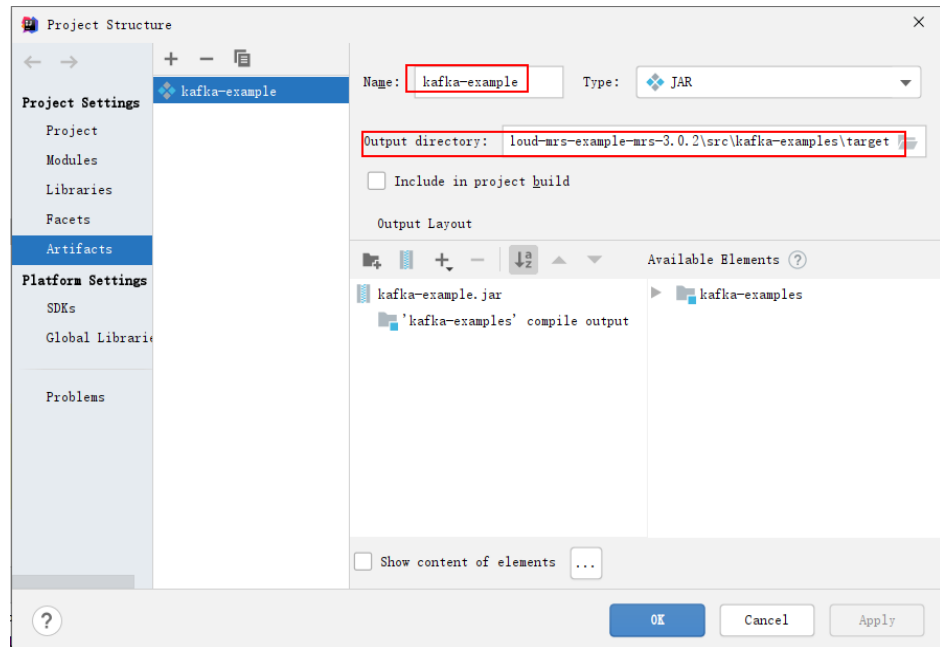 Project Structure
Project Settings
Project
Modules
Libraries
Facets
Artifacts
Platform Settings
SDKs
Global Librarie
Problems
kafka-example
Name: kafka-example Type: JAR
Output directory: loud-mrs-example-mrs-3.0.2\src\kafka-examples\target
Include in project build
Output Layout
Available Elements ?
kafka-example.jar
'kafka-examples' compile output
kafka-examples
Show content of elements ...
? OK Cancel Apply